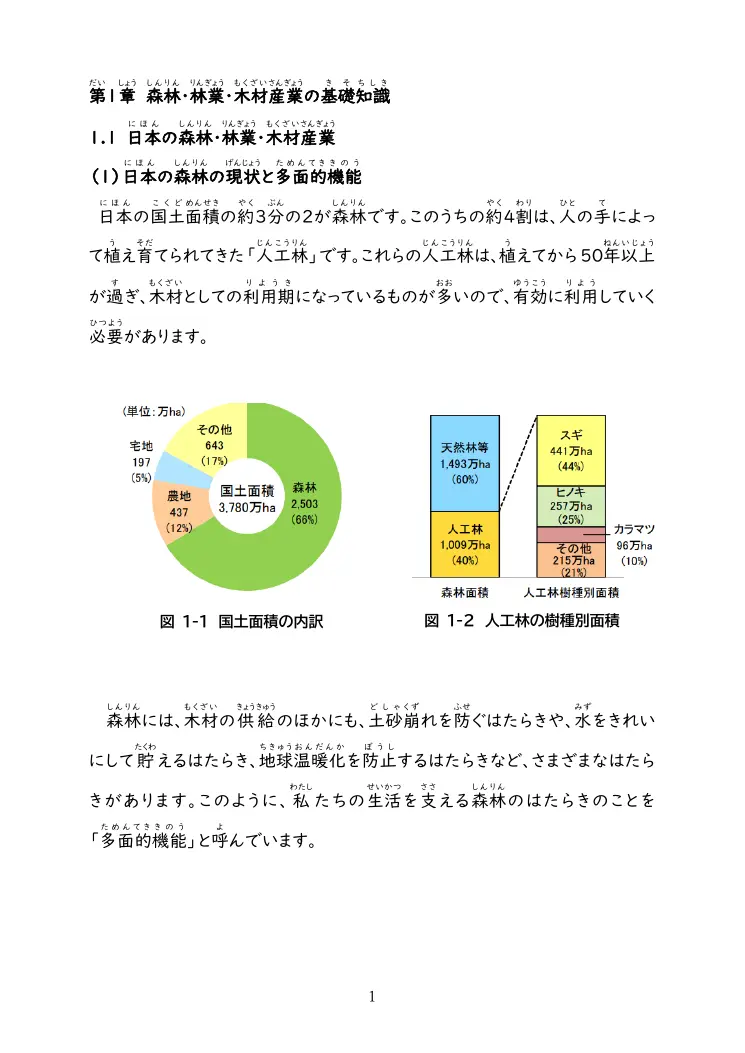 第1章 森林・林業・木材産業の基礎知識
1.1 日本の森林・林業・木材産業
(1)日本の森林の現状と多面的機能
日本の国土面積の約3分の2が森林です。このうちの約4割は、人の手によっ
て植え育てられてきた「人工林」です。これらの人工林は、植えてから50年以上
が過ぎ、木材としての利用期になっているものが多いので、有効に利用していく
必要があります。
(単位:万ha)
その他
643
(17%)
宅地
197
(5%)
農地
437
(12%)
国土面積
3,780万ha
森林
2,503
(66%)
図 1-1 国土面積の内訳
天然林等
1,493万ha
(60%)
人工林
1,009万ha
(40%)
森林面積
スギ
441万ha
(44%)
ヒノキ
257万ha
(25%)
カラマツ
96万ha
(10%)
その他
215万ha
(21%)
人工林樹種別面積
図 1-2 人工林の樹種別面積
森林には、木材の供給のほかにも、土砂崩れを防ぐはたらきや、水をきれい
にして貯えるはたらき、地球温暖化を防止するはたらきなど、さまざまなはたら
きがあります。このように、私たちの生活を支える森林のはたらきのことを
「多面的機能」と呼んでいます。
1